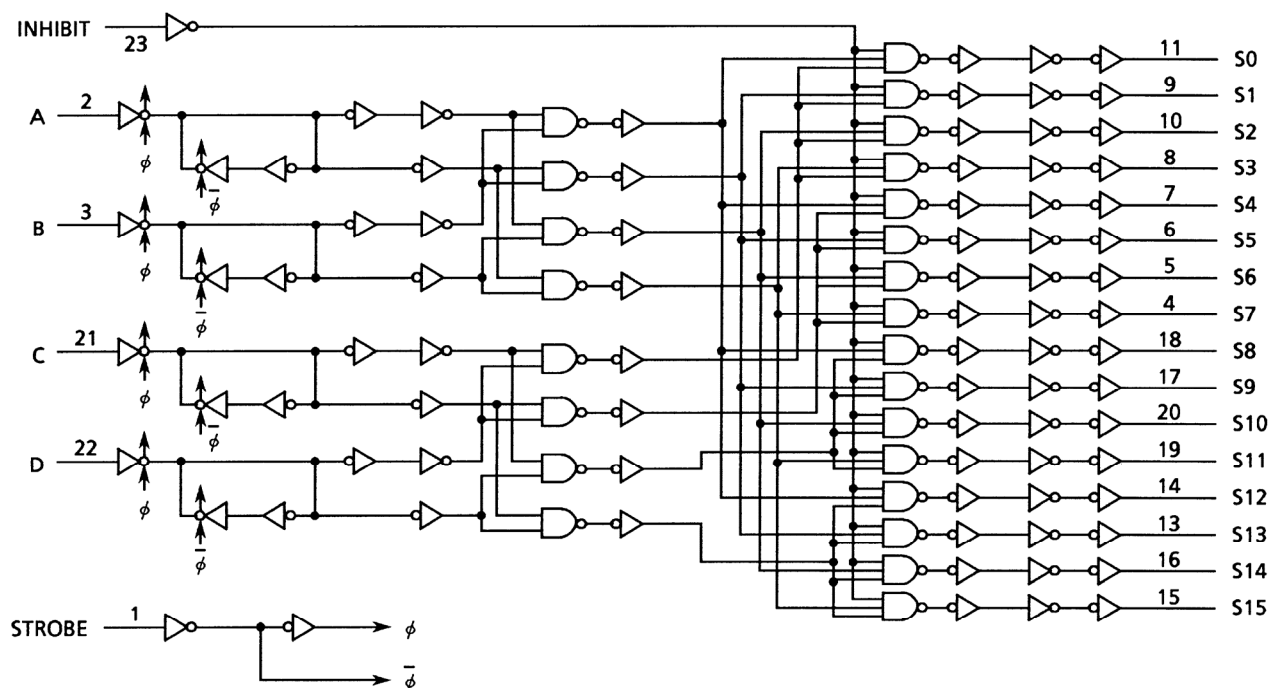 INHIBIT
23
11 S0
9 S1
10 S2
8 S3
7 S4
6 S5
5 S6
4 S7
18 S8
17 S9
20 S10
19 S11
14 S12
13 S13
16 S14
15 S15
A 2
ϕ
ϕ̅
B 3
ϕ
ϕ̅
C 21
ϕ
ϕ̅
D 22
ϕ
ϕ̅
STROBE 1
ϕ
ϕ̅